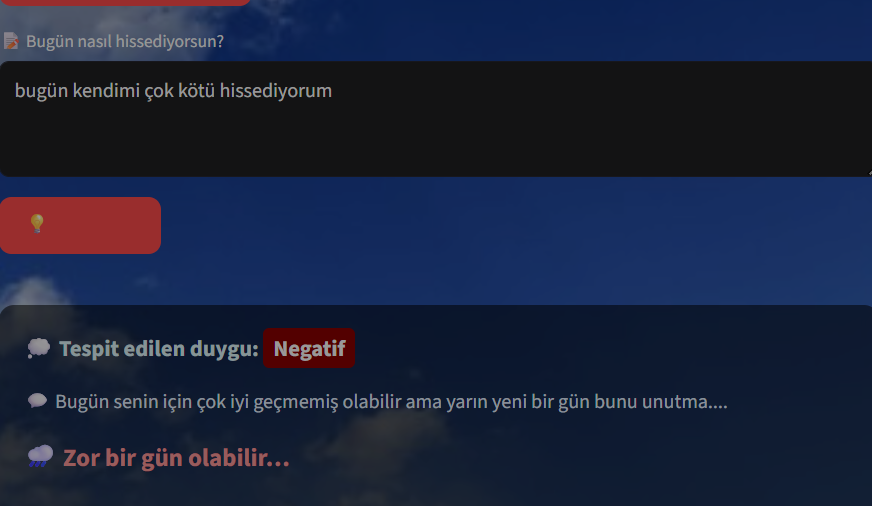 Bugün nasıl hissediyorsun?
bugün kendimi çok kötü hissediyorum
Tespit edilen duygu: Negatif
Bugün senin için çok iyi geçmemiş olabilir ama yarın yeni bir gün bunu unutma....
Zor bir gün olabilir...